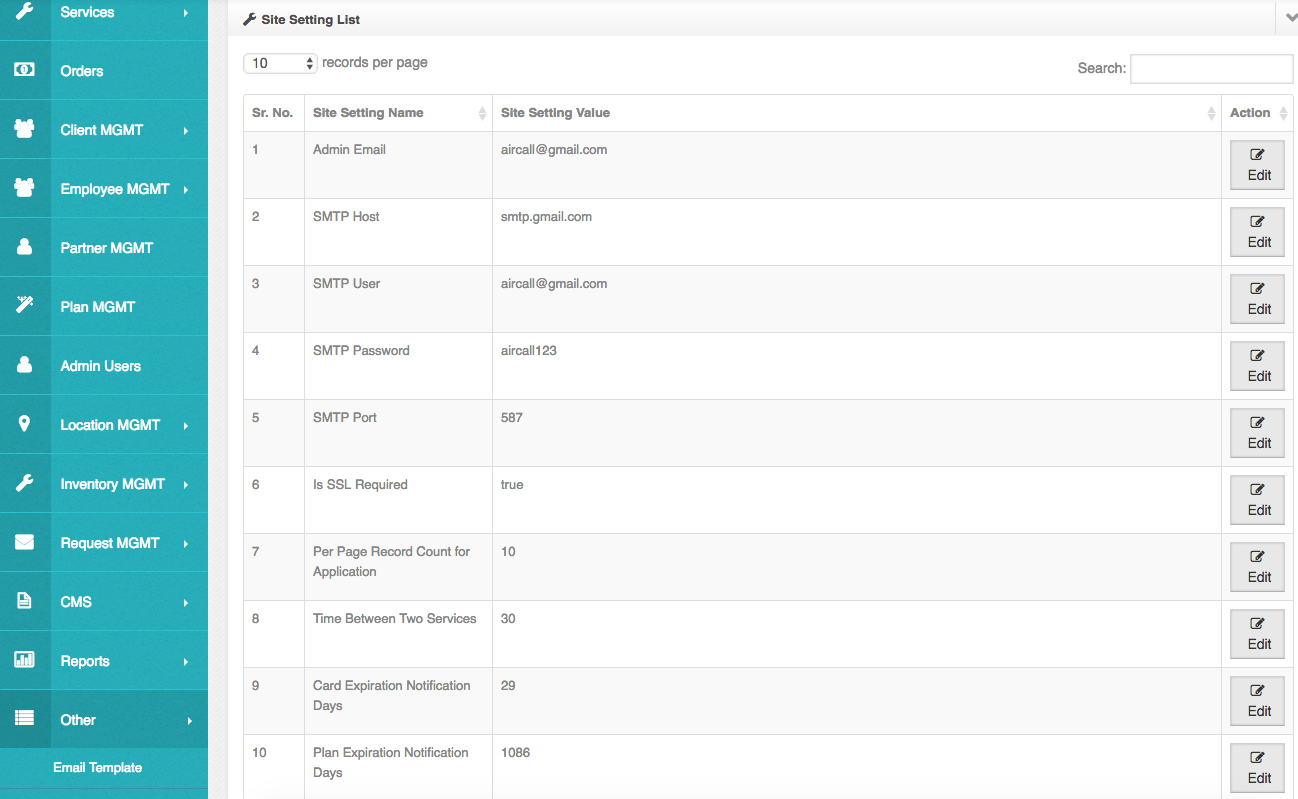 Services
Orders
Client MGMT
Employee MGMT
Partner MGMT
Plan MGMT
Admin Users
Location MGMT
Inventory MGMT
Request MGMT
CMS
Reports
Other
Email Template
Site Setting List
10 records per page
Search:
Sr. No. Site Setting Name Site Setting Value Action
1 Admin Email aircall@gmail.com Edit
2 SMTP Host smtp.gmail.com Edit
3 SMTP User aircall@gmail.com Edit
4 SMTP Password aircall123 Edit
5 SMTP Port 587 Edit
6 Is SSL Required true Edit
7 Per Page Record Count for 10
Application Edit
8 Time Between Two Services 30 Edit
9 Card Expiration Notification 29
Days Edit
10 Plan Expiration Notification 1086
Days Edit